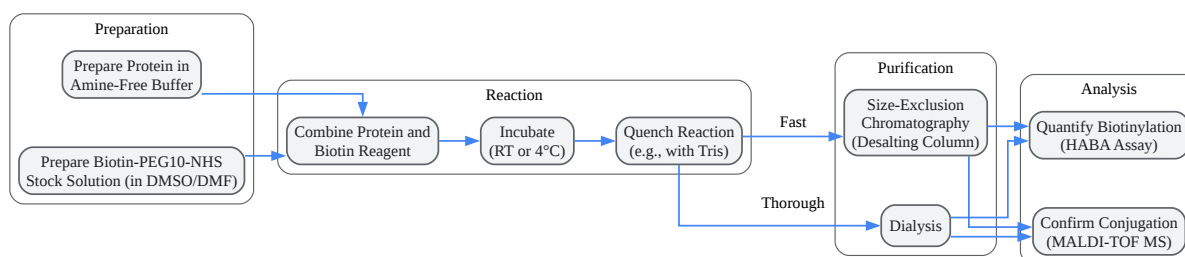 Preparation
Prepare Protein in
Amine-Free Buffer
Prepare Biotin-PEG10-NHS
Stock Solution (in DMSO/DMF)
Reaction
Combine Protein and
Biotin Reagent
Incubate
(RT or 4°C)
Quench Reaction
(e.g., with Tris)
Fast
Thorough
Purification
Size-Exclusion
Chromatography
(Desalting Column)
Dialysis
Analysis
Quantify Biotinylation
(HABA Assay)
Confirm Conjugation
(MALDI-TOF MS)